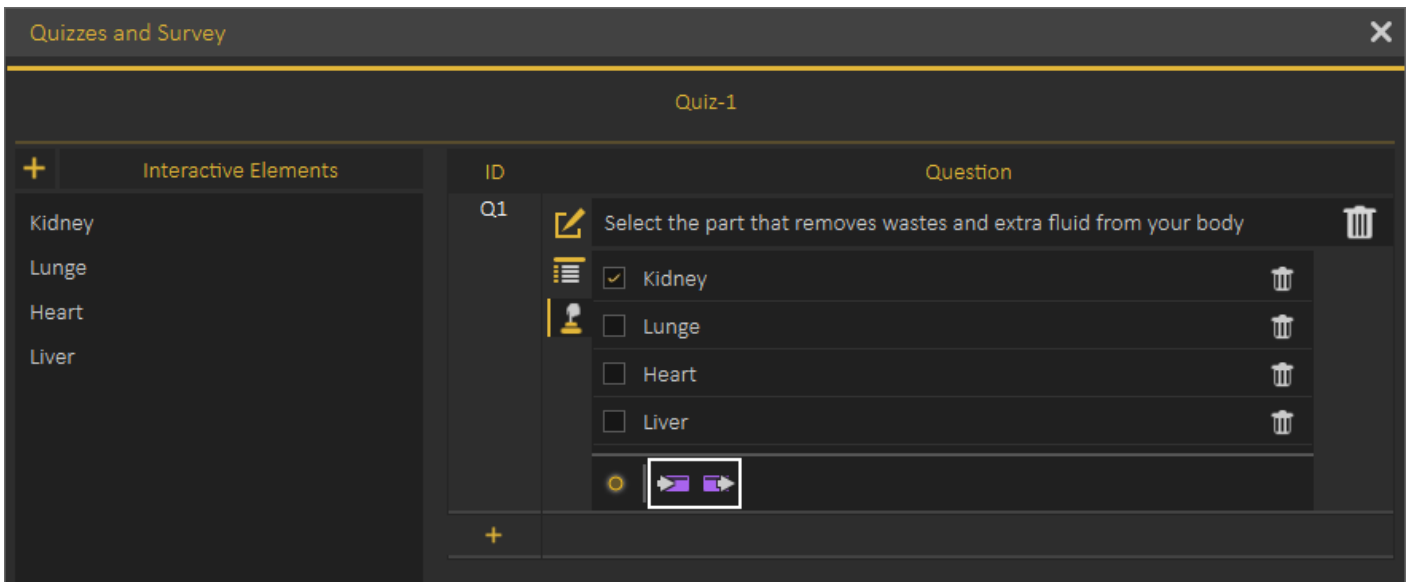 Quizzes and Survey
Quiz-1
Interactive Elements
Kidney
Lunge
Heart
Liver
ID
Question
Q1
Select the part that removes wastes and extra fluid from your body
Kidney
Lunge
Heart
Liver